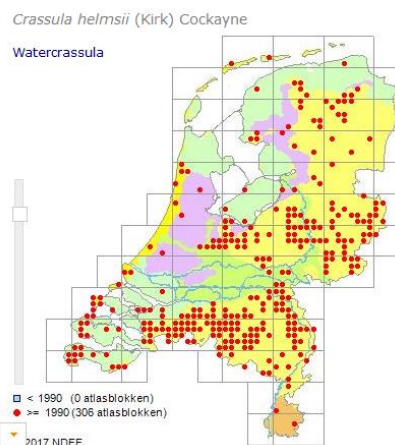 Crassula helmsii (Kirk) Cockayne
Watercrassula
< 1990 (0 atlasblokken)
>= 1990 (306 atlasblokken)
2017 NDFF